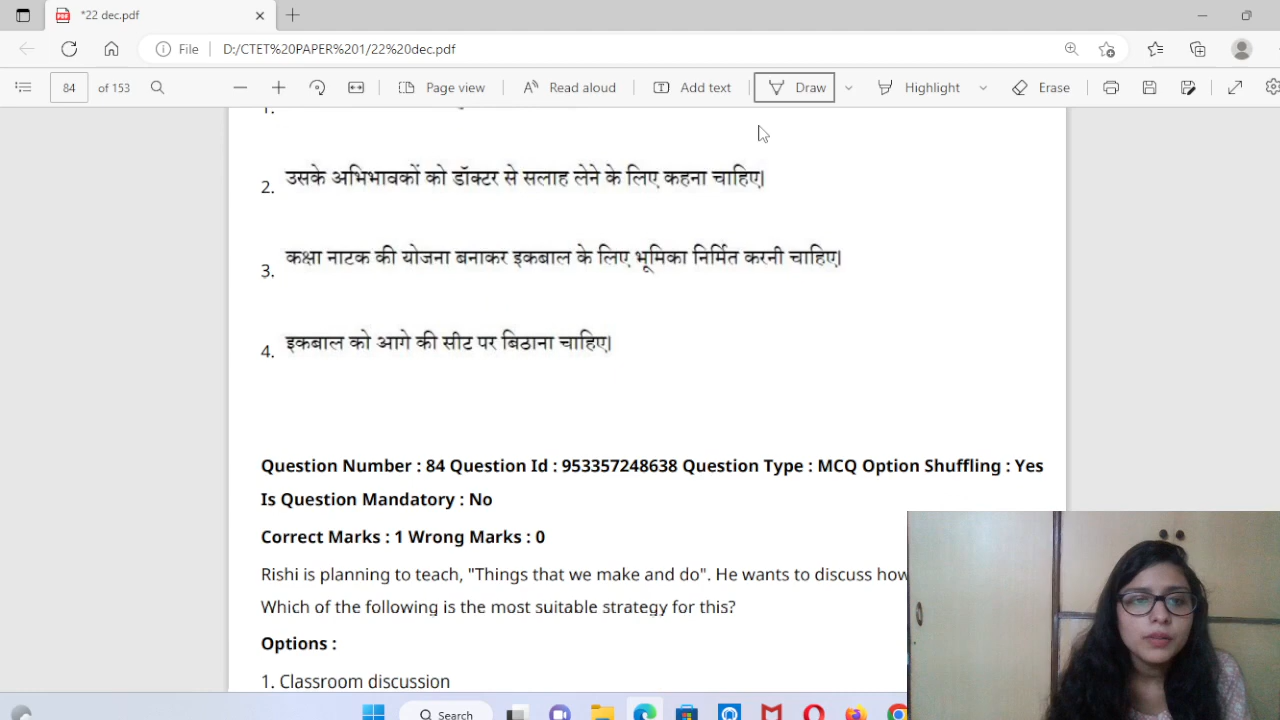 *22 dec.pdf
File D:/CTET%20PAPER%201/22%20dec.pdf
84 of 153 Page view Read aloud Add text Draw Highlight Erase
1.
2. उसके अभिभावकों को डॉक्टर से सलाह लेने के लिए कहना चाहिए|
3. कक्षा नाटक की योजना बनाकर इकबाल के लिए भूमिका निर्मित करनी चाहिए|
4. इकबाल को आगे की सीट पर बिठाना चाहिए|
Question Number : 84 Question Id : 953357248638 Question Type : MCQ Option Shuffling : Yes
Is Question Mandatory : No
Correct Marks : 1 Wrong Marks : 0
Rishi is planning to teach, "Things that we make and do". He wants to discuss how
Which of the following is the most suitable strategy for this?
Options :
1. Classroom discussion
Search